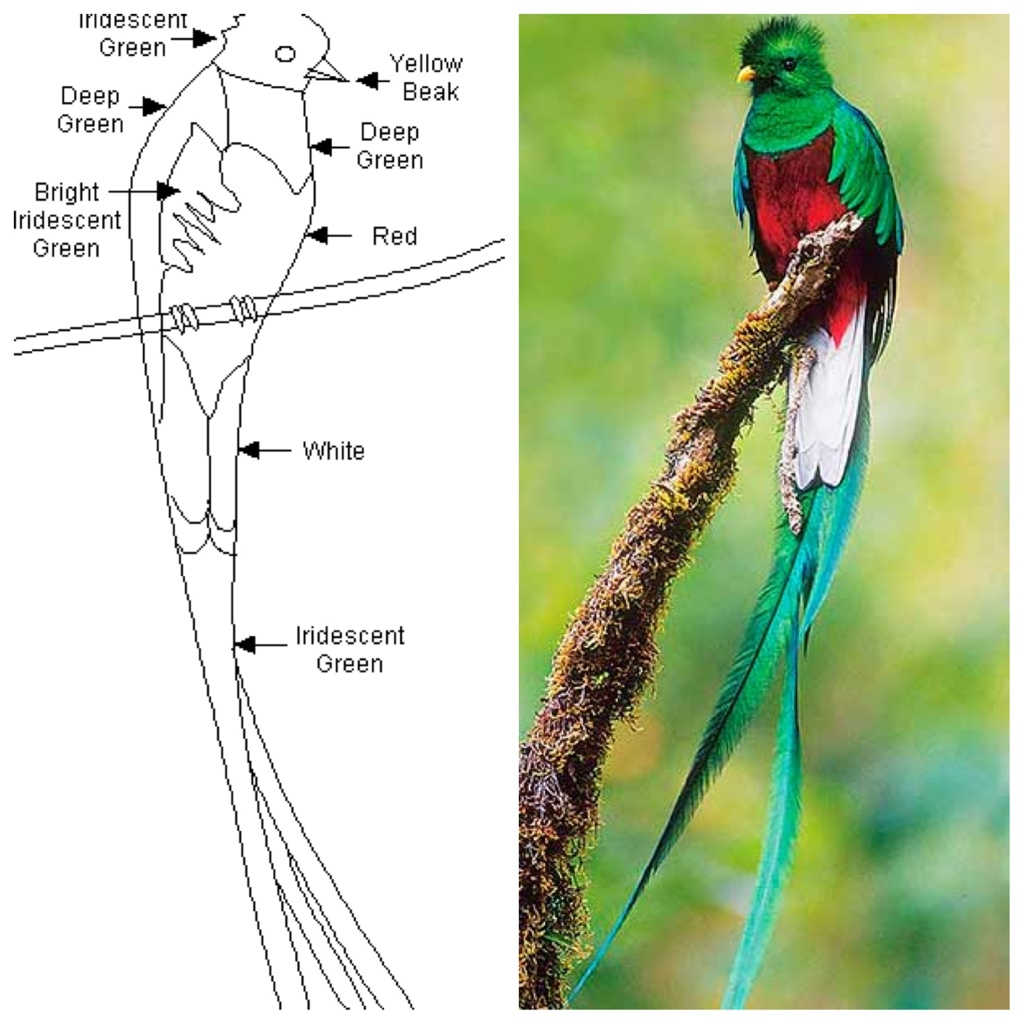 Iridescent
Green
Yellow
Beak
Deep
Green
Deep
Green
Bright
Iridescent
Green
Red
White
Iridescent
Green